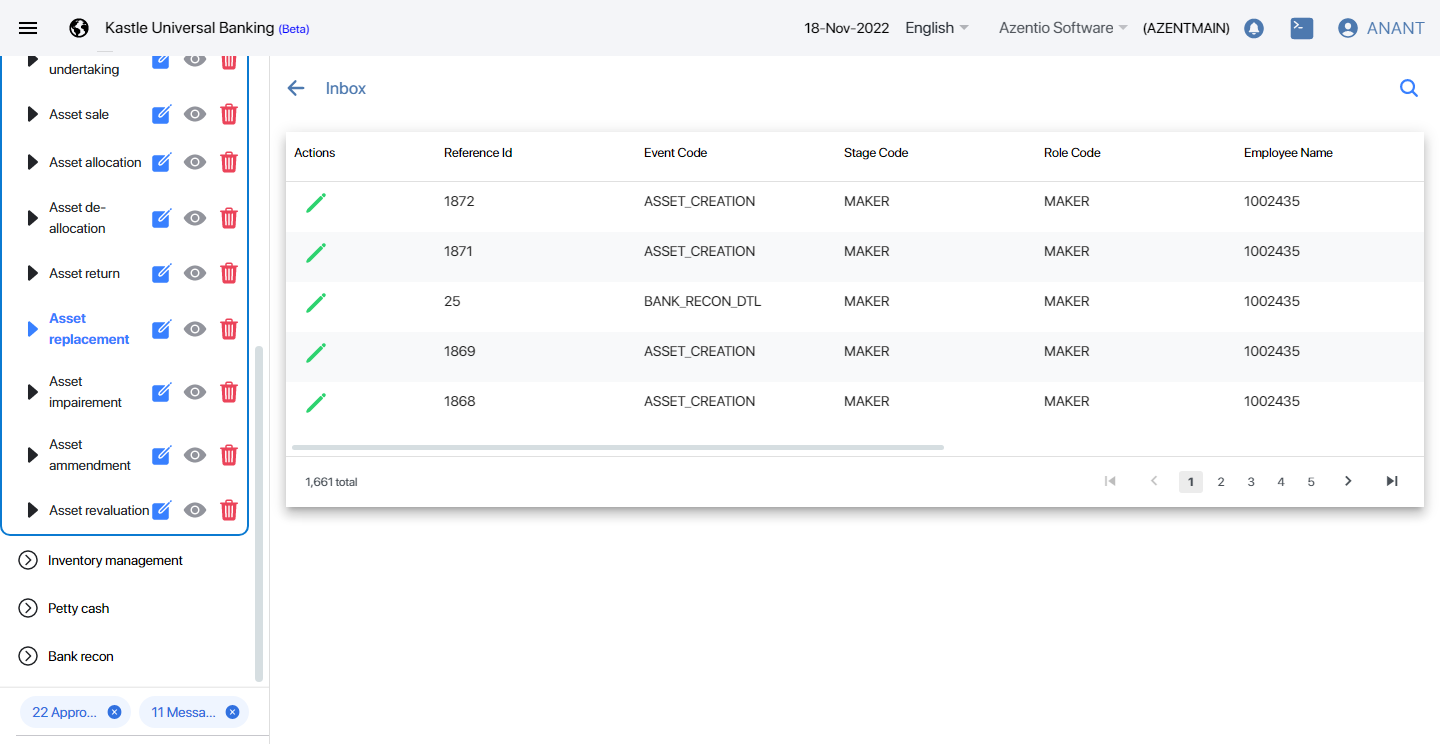 Kastle Universal Banking (Beta)
18-Nov-2022
English
Azentio Software
(AZENTMAIN)
ANANT
undertaking
Asset sale
Asset allocation
Asset de-
allocation
Asset return
Asset
replacement
Asset
impairement
Asset
ammendment
Asset revaluation
Inventory management
Petty cash
Bank recon
22 Appro...
11 Messa...
Inbox
Actions Reference Id Event Code Stage Code Role Code Employee Name
1872 ASSET_CREATION MAKER MAKER 1002435
1871 ASSET_CREATION MAKER MAKER 1002435
25 BANK_RECON_DTL MAKER MAKER 1002435
1869 ASSET_CREATION MAKER MAKER 1002435
1868 ASSET_CREATION MAKER MAKER 1002435
1,661 total
1 2 3 4 5